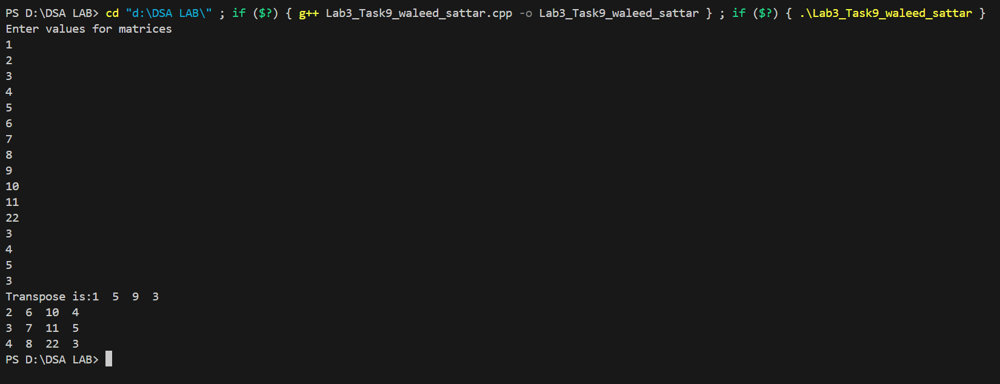 PS D:\DSA LAB> cd "d:\DSA LAB\" ; if ($?) { g++ Lab3_Task9_waleed_sattar.cpp -o Lab3_Task9_waleed_sattar } ; if ($?) { .\Lab3_Task9_waleed_sattar }
Enter values for matrices
1
2
3
4
5
6
7
8
9
10
11
22
3
4
5
3
Transpose is:1  5  9  3
2  6  10  4
3  7  11  5
4  8  22  3
PS D:\DSA LAB>